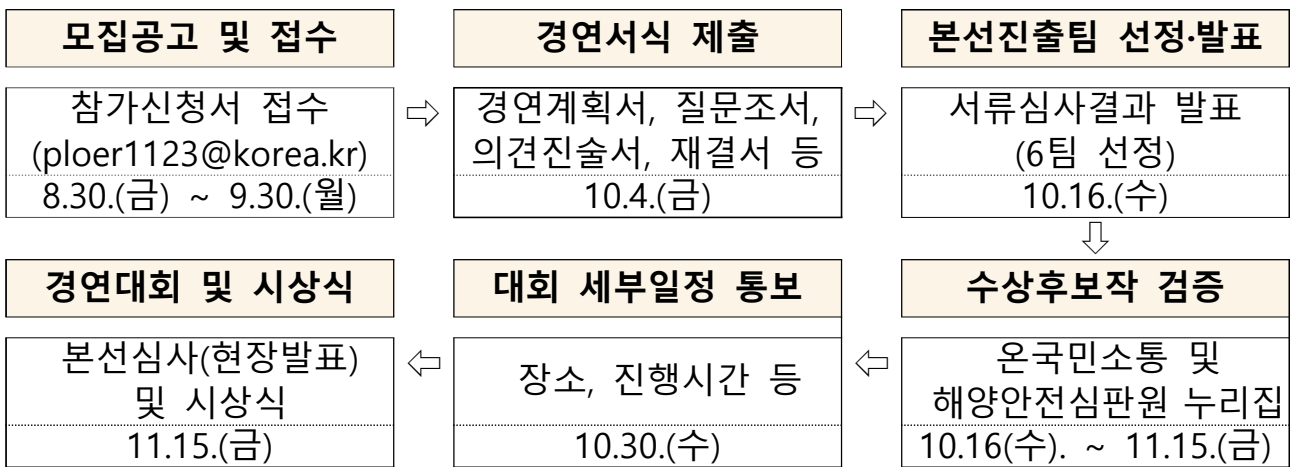 모집공고 및 접수
참가신청서 접수
(ploer1123@korea.kr)
8.30.(금) ~ 9.30.(월)
경연서식 제출
경연계획서, 질문조서,
의견진술서, 재결서 등
10.4.(금)
본선진출팀 선정·발표
서류심사결과 발표
(6팀 선정)
10.16.(수)
수상후보작 검증
온국민소통 및
해양안전심판원 누리집
10.16(수). ~ 11.15.(금)
대회 세부일정 통보
장소, 진행시간 등
10.30.(수)
경연대회 및 시상식
본선심사(현장발표)
및 시상식
11.15.(금)